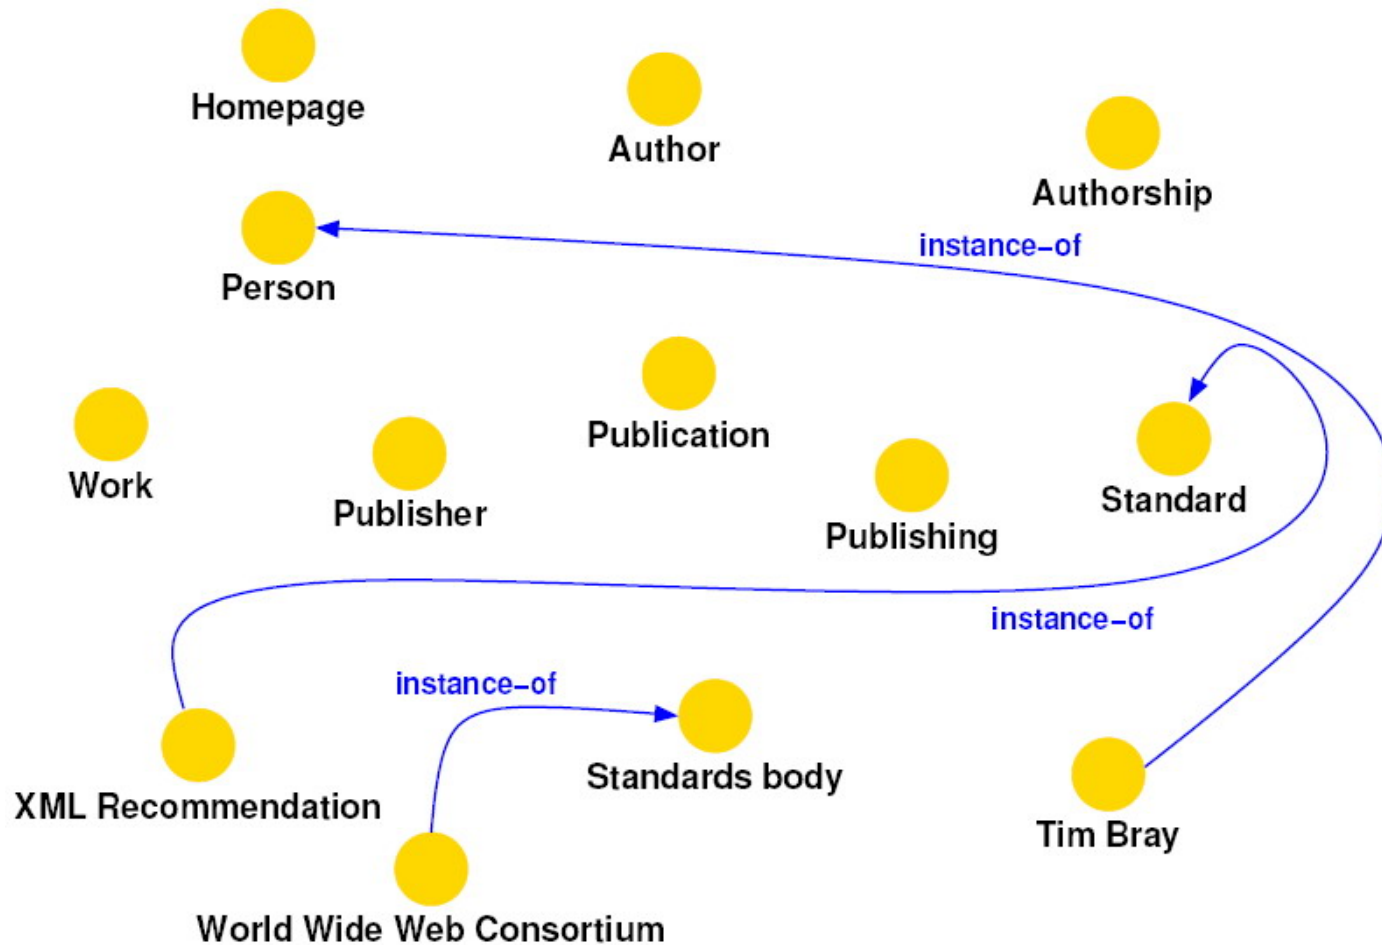 Homepage
Author
Authorship
instance-of
Person
Publication
Work
Publisher
Standard
Publishing
instance-of
instance-of
Standards body
XML Recommendation
Tim Bray
World Wide Web Consortium